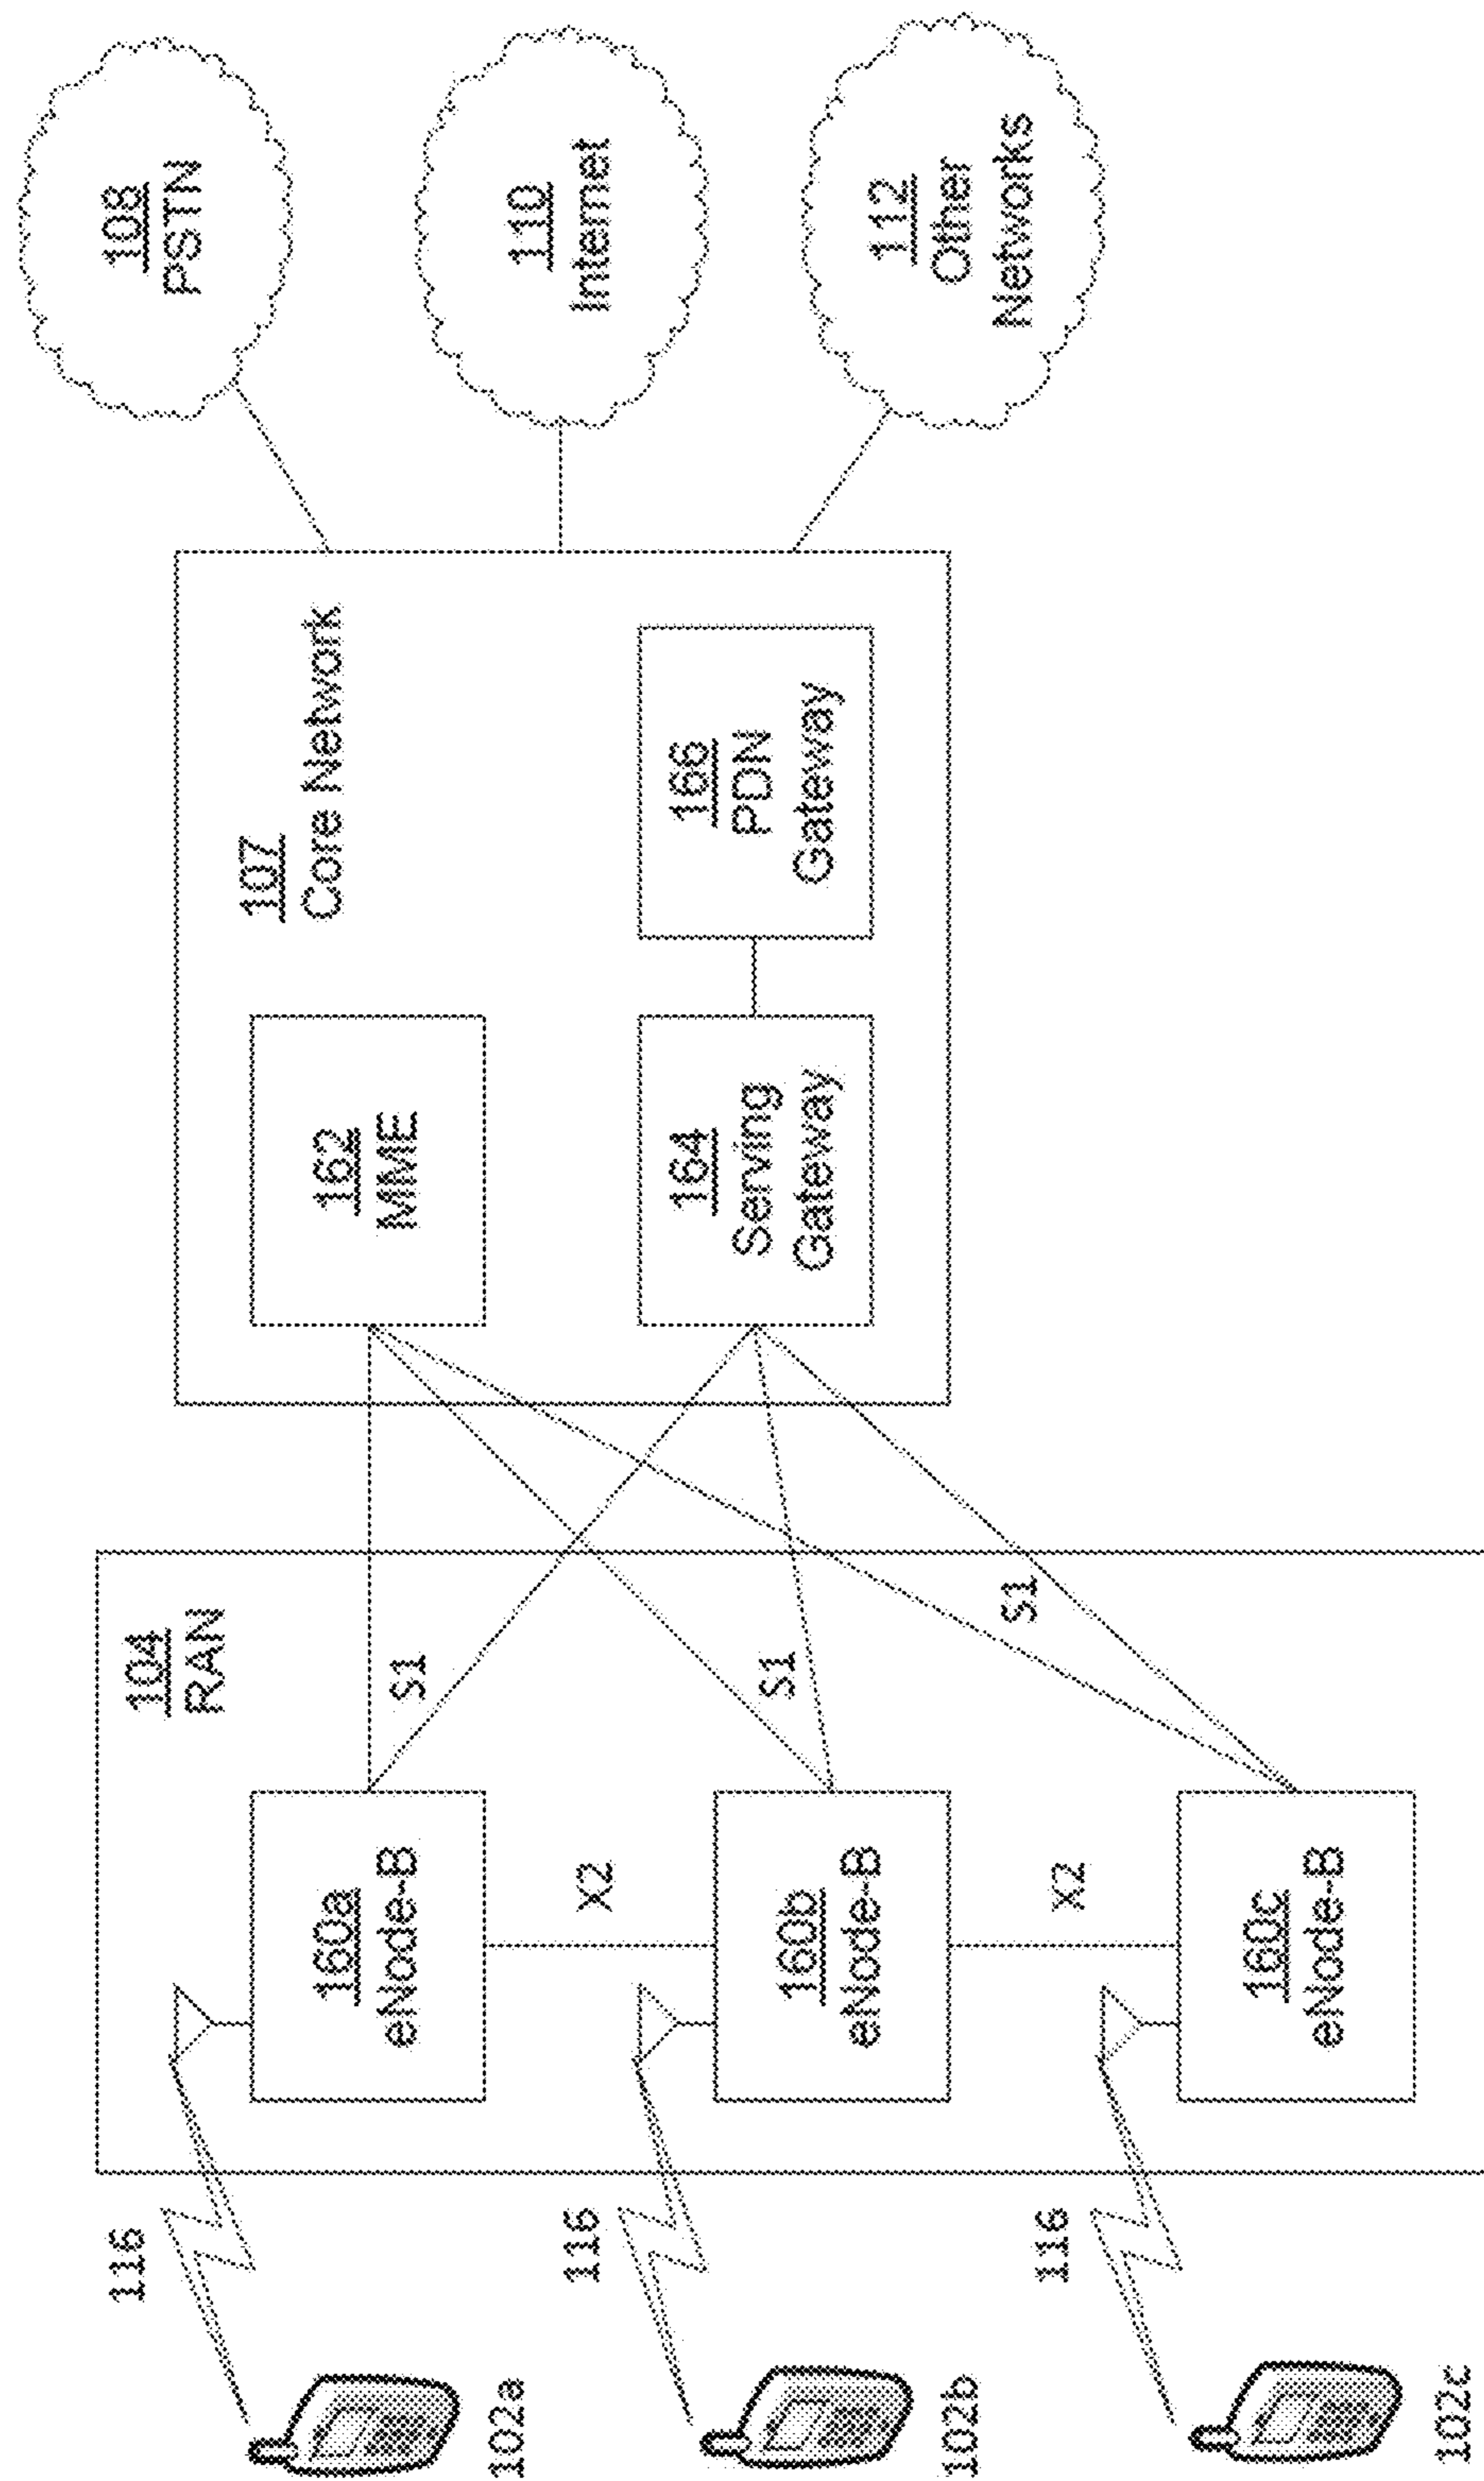 102a
102b
102c
116
116
116
104
RAN
160a
eNode-B
X2
160b
eNode-B
X2
160c
eNode-B
S1
S1
S1
107
Core Network
162
MME
164
Serving
Gateway
166
PDN
Gateway
108
PSTN
110
Internet
112
Other
Networks